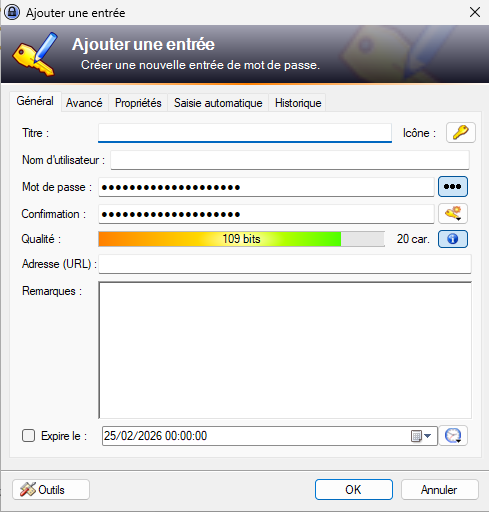 Ajouter une entrée
Ajouter une entrée
Créer une nouvelle entrée de mot de passe.
Général Avancé Propriétés Saisie automatique Historique
Titre : Icône :
Nom d'utilisateur :
Mot de passe : ●●●●●●●●●●●●●●●●●●●● ●●●
Confirmation : ●●●●●●●●●●●●●●●●●●●●
Qualité : 109 bits 20 car.
Adresse (URL) :
Remarques :
Expire le : 25/02/2026 00:00:00
Outils OK Annuler